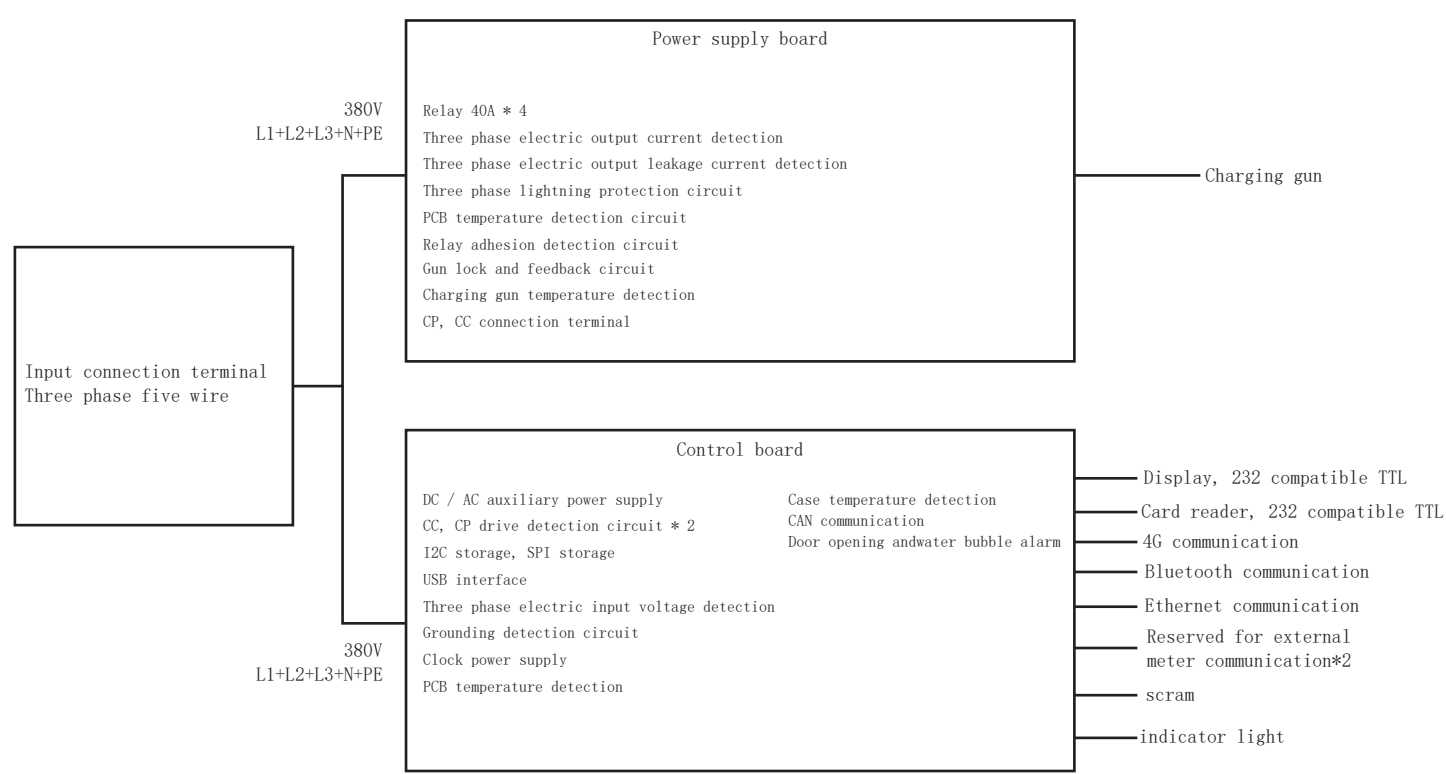 Power supply board
380V
L1+L2+L3+N+PE
Relay 40A * 4
Three phase electric output current detection
Three phase electric output leakage current detection
Three phase lightning protection circuit
PCB temperature detection circuit
Relay adhesion detection circuit
Gun lock and feedback circuit
Charging gun temperature detection
CP, CC connection terminal
Charging gun
Input connection terminal
Three phase five wire
Control board
DC / AC auxiliary power supply
CC, CP drive detection circuit * 2
I2C storage, SPI storage
USB interface
Three phase electric input voltage detection
Grounding detection circuit
Clock power supply
PCB temperature detection
Case temperature detection
CAN communication
Door opening andwater bubble alarm
380V
L1+L2+L3+N+PE
Display, 232 compatible TTL
Card reader, 232 compatible TTL
4G communication
Bluetooth communication
Ethernet communication
Reserved for external
meter communication*2
scram
indicator light